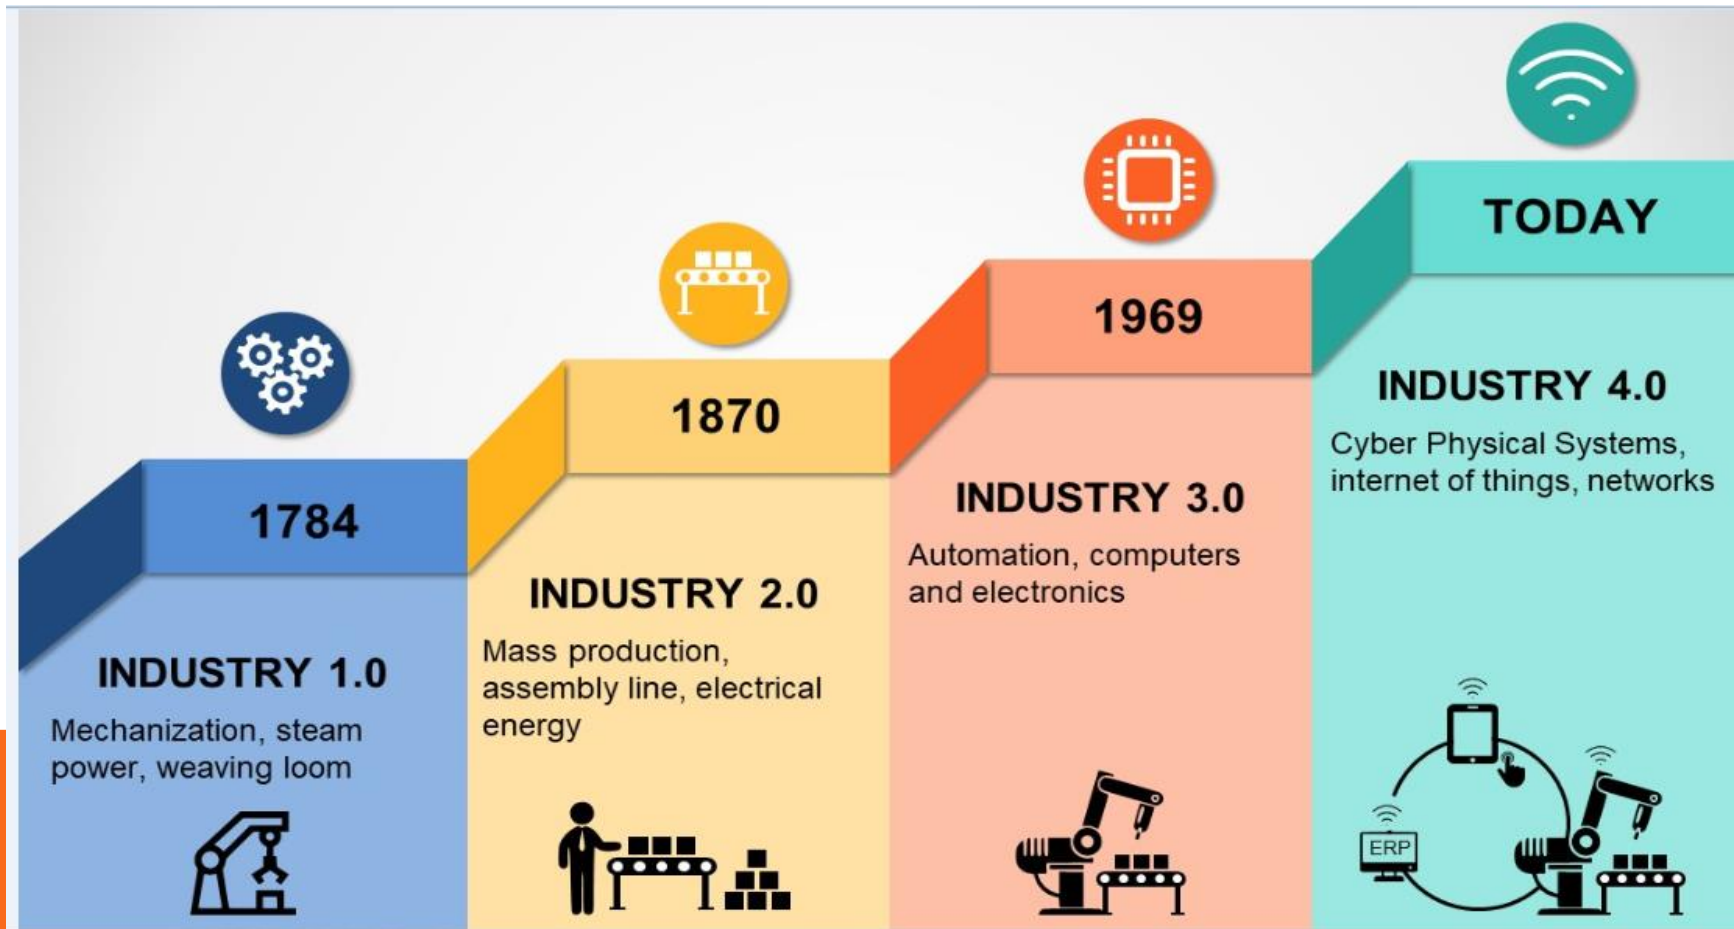 1784
INDUSTRY 1.0
Mechanization, steam
power, weaving loom
1870
INDUSTRY 2.0
Mass production,
assembly line, electrical
energy
1969
INDUSTRY 3.0
Automation, computers
and electronics
TODAY
INDUSTRY 4.0
Cyber Physical Systems,
internet of things, networks
ERP